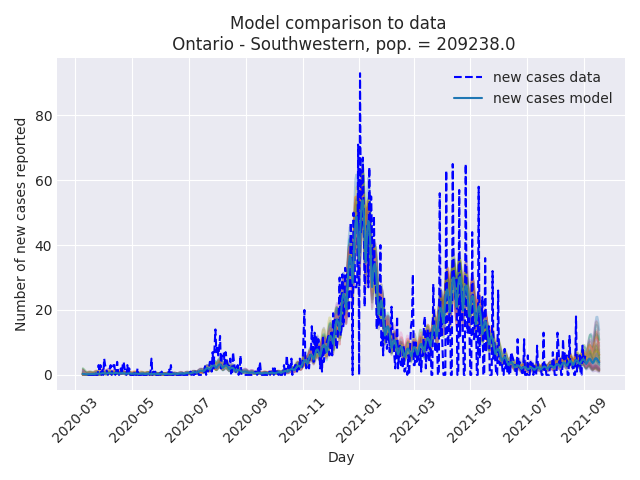 Model comparison to data
Ontario - Southwestern, pop. = 209238.0
new cases data
new cases model
Number of new cases reported
80
60
40
20
0
2020-03
2020-05
2020-07
2020-09
2020-11
2021-01
2021-03
2021-05
2021-07
2021-09
Day